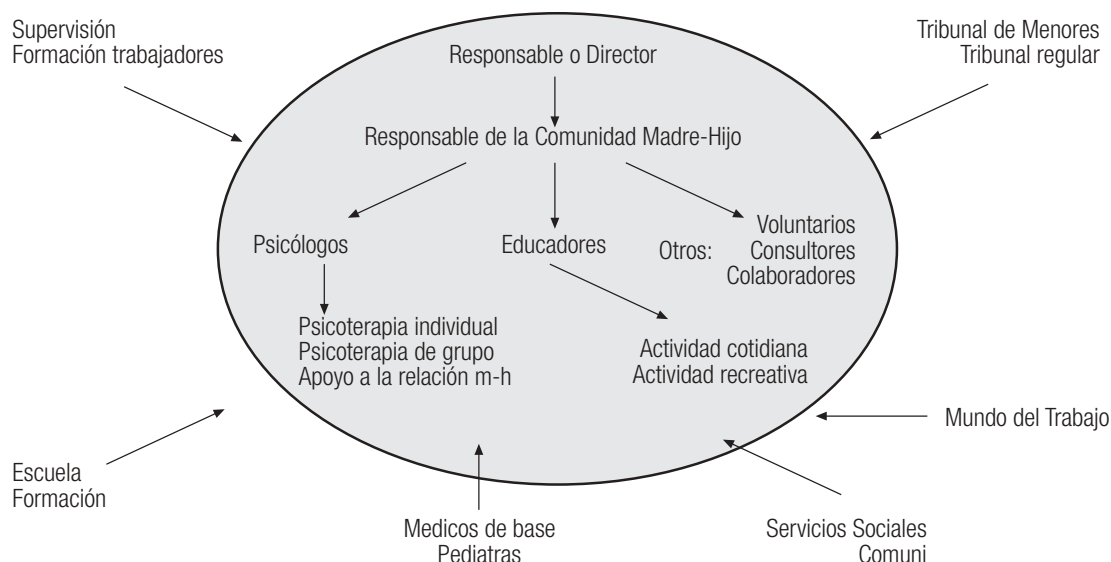 Supervisión
Formación trabajadores
Tribunal de Menores
Tribunal regular
Responsable o Director
Responsable de la Comunidad Madre-Hijo
Psicólogos
Educadores
Otros:
Voluntarios
Consultores
Colaboradores
Psicoterapia individual
Psicoterapia de grupo
Apoyo a la relación m-h
Actividad cotidiana
Actividad recreativa
Mundo del Trabajo
Escuela
Formación
Medicos de base
Pediatras
Servicios Sociales
Comuni